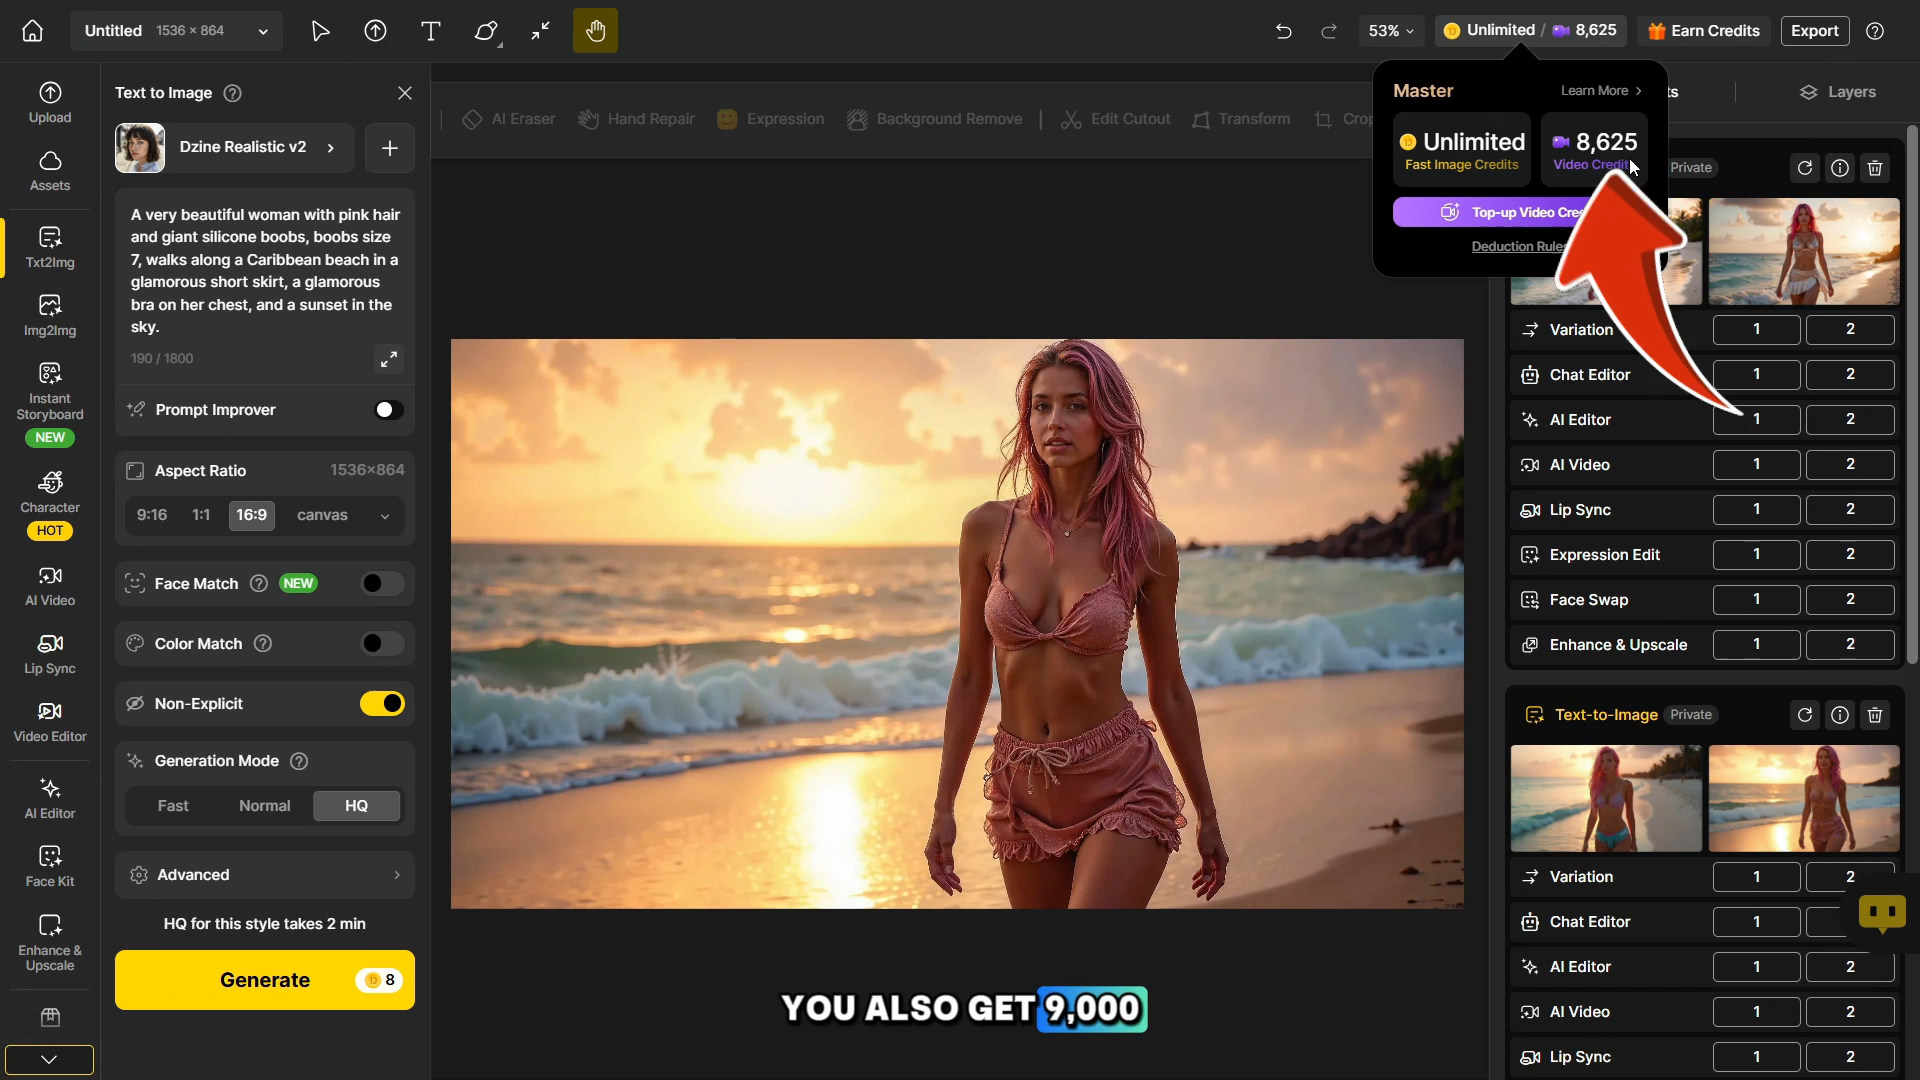 Untitled 1536 × 864
53%
Unlimited / 8,625
Earn Credits
Export
Upload
Assets
Txt2Img
Img2Img
Instant
Storyboard
NEW
Character
HOT
AI Video
Lip Sync
Video Editor
AI Editor
Face Kit
Enhance &
Upscale
Text to Image
Dzine Realistic v2
A very beautiful woman with pink hair
and giant silicone boobs, boobs size
7, walks along a Caribbean beach in a
glamorous short skirt, a glamorous
bra on her chest, and a sunset in the
sky.
190 / 1800
Prompt Improver
Aspect Ratio 1536×864
9:16 1:1 16:9 canvas
Face Match NEW
Color Match
Non-Explicit
Generation Mode
Fast Normal HQ
Advanced
HQ for this style takes 2 min
Generate 8
AI Eraser Hand Repair Expression Background Remove Edit Cutout Transform
Master Learn More
Unlimited
Fast Image Credits
8,625
Video Credit
Top-up Video
Deduction Rules
YOU ALSO GET 9,000
Layers
Private
Variation 1 2
Chat Editor 1 2
AI Editor 1 2
AI Video 1 2
Lip Sync 1 2
Expression Edit 1 2
Face Swap 1 2
Enhance & Upscale 1 2
Text-to-Image Private
Variation 1 2
Chat Editor 1
AI Editor 1 2
AI Video 1 2
Lip Sync 1 2